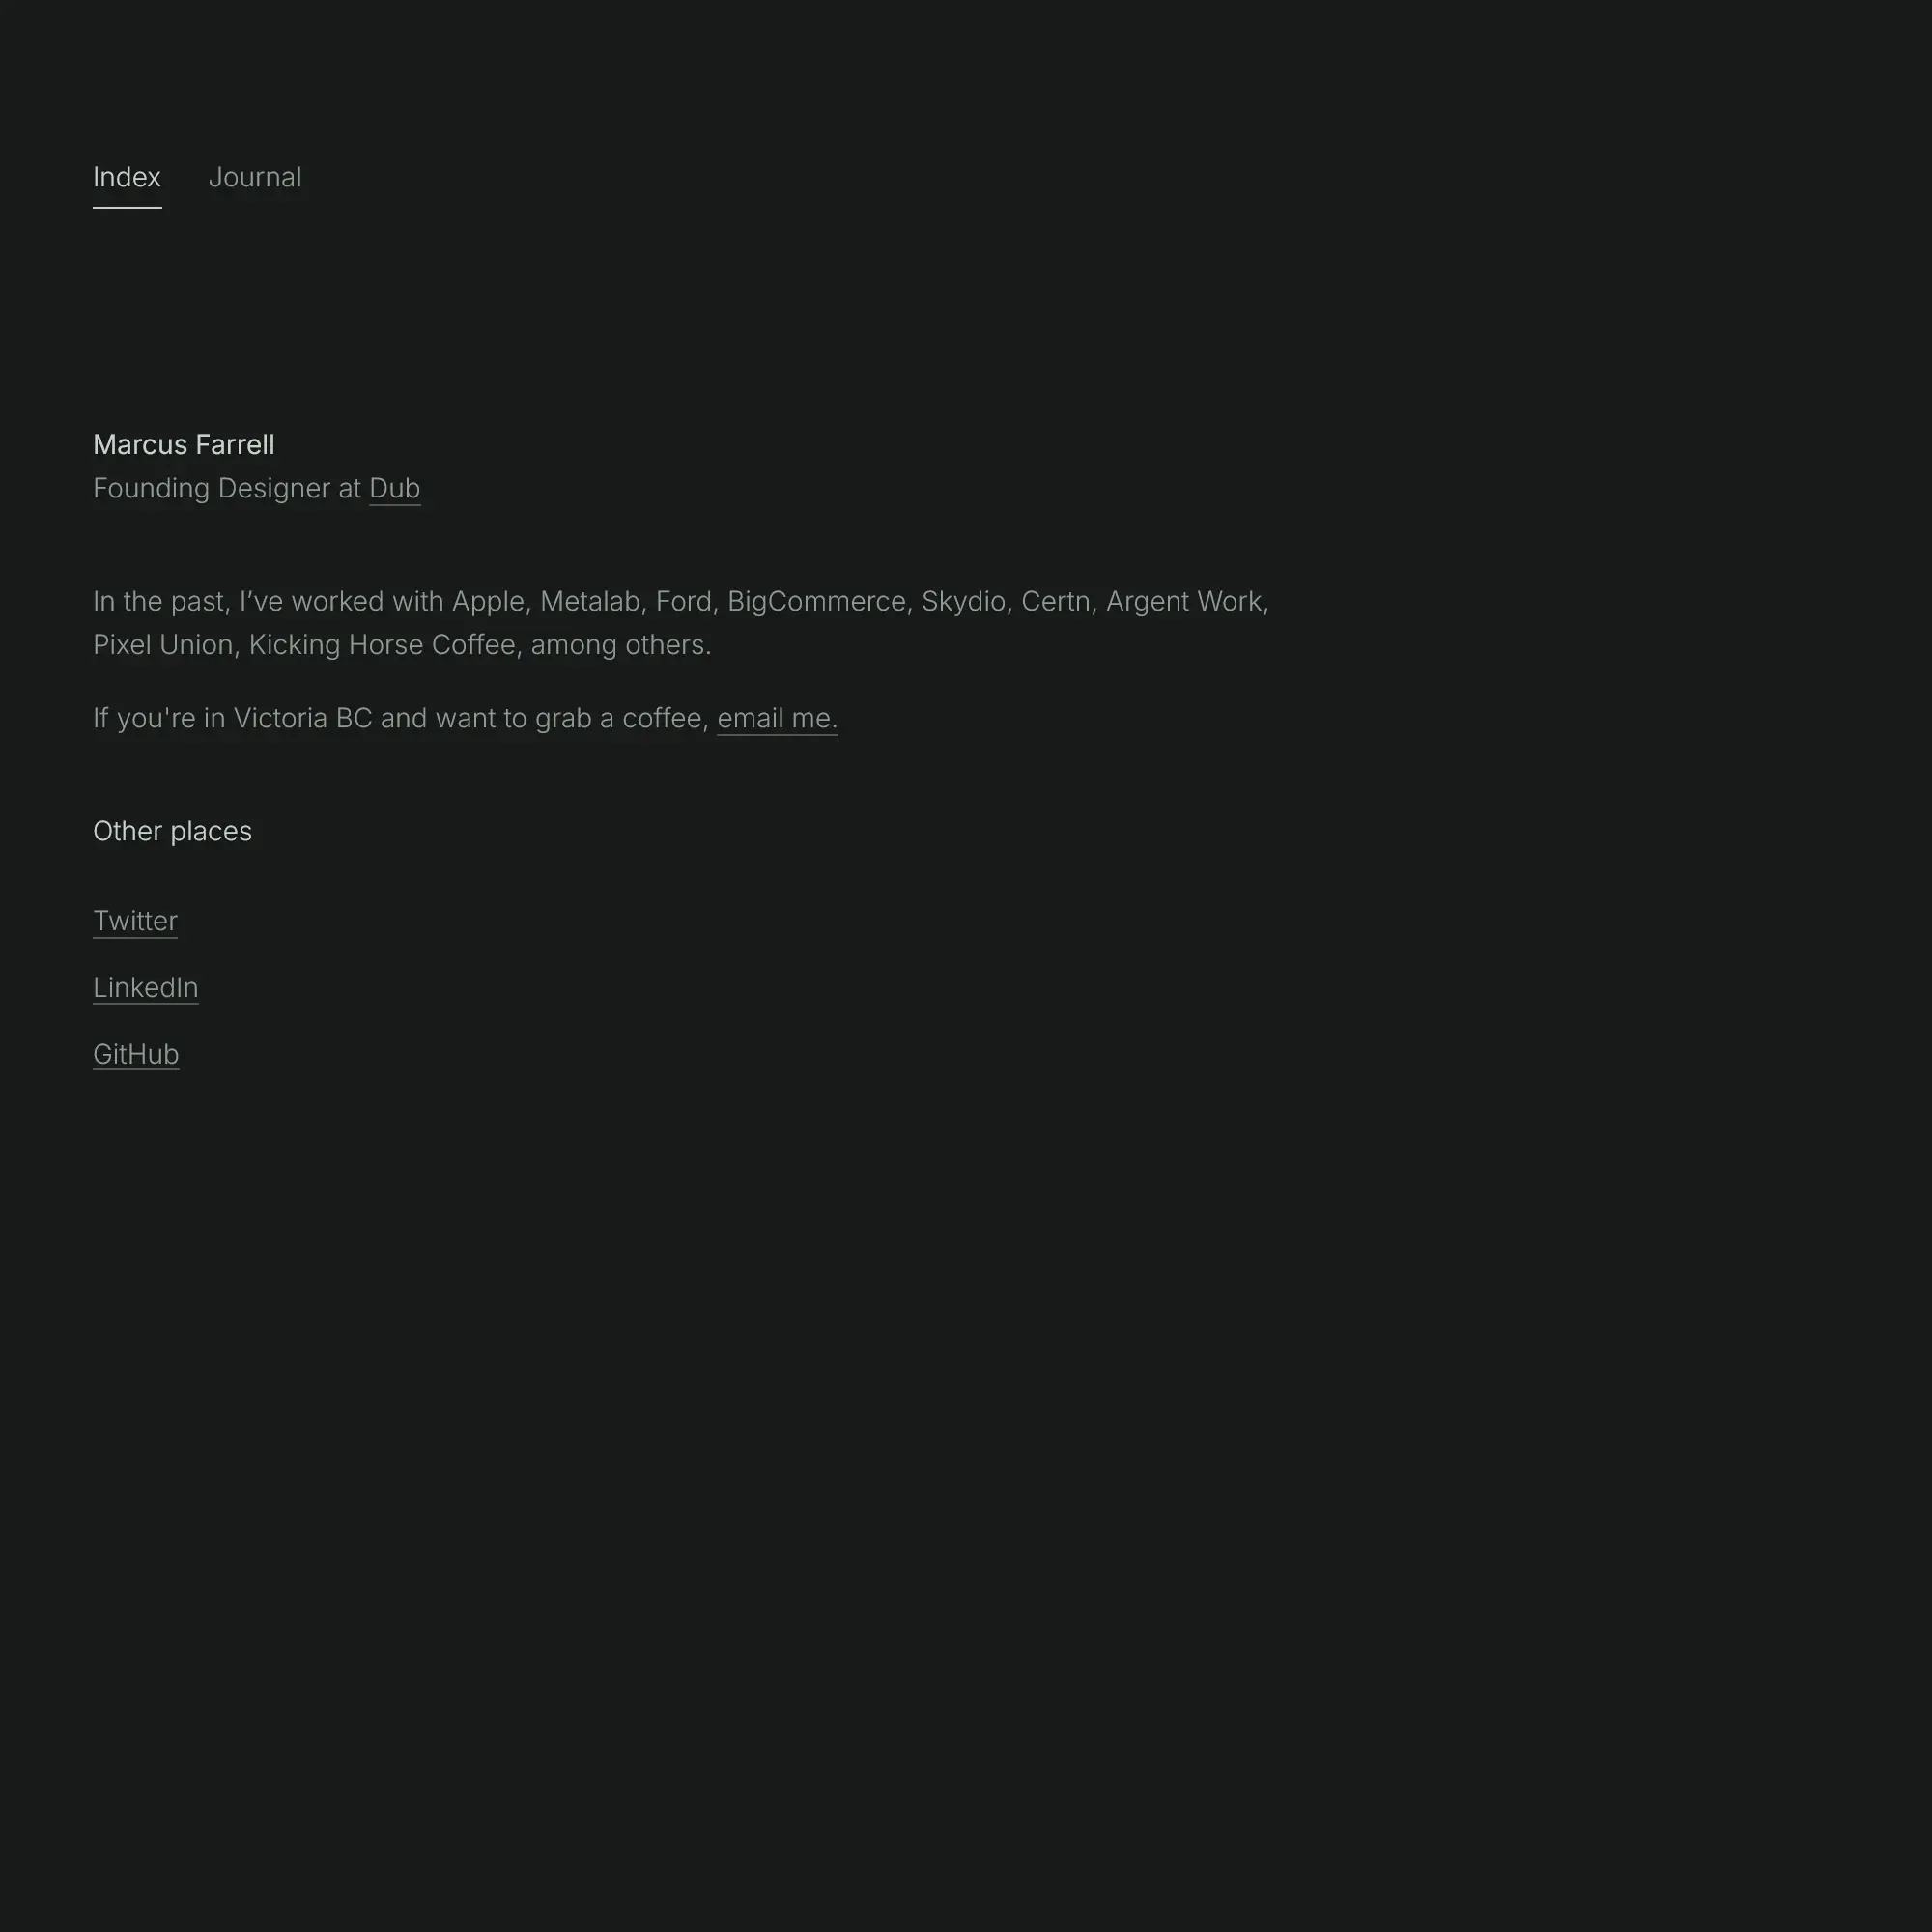 Index Journal
Marcus Farrell
Founding Designer at Dub
In the past, I’ve worked with Apple, Metalab, Ford, BigCommerce, Skydio, Certn, Argent Work,
Pixel Union, Kicking Horse Coffee, among others.
If you're in Victoria BC and want to grab a coffee, email me.
Other places
Twitter
LinkedIn
GitHub